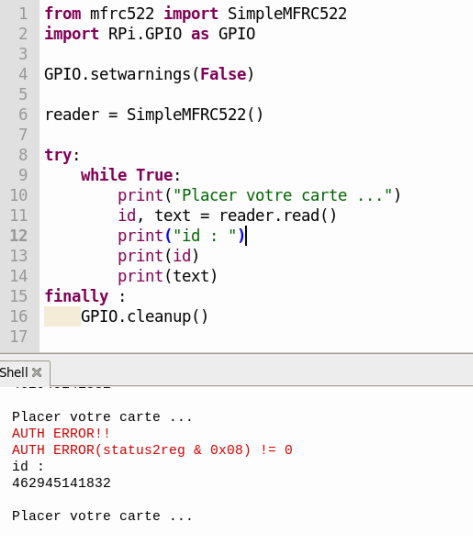 1 from mfrc522 import SimpleMFRC522
2 import RPi.GPIO as GPIO
3
4 GPIO.setwarnings(False)
5
6 reader = SimpleMFRC522()
7
8 try:
9     while True:
10         print("Placer votre carte ...")
11         id, text = reader.read()
12         print("id : ")
13         print(id)
14         print(text)
15 finally :
16     GPIO.cleanup()
17
Shell
Placer votre carte ...
AUTH ERROR!!
AUTH ERROR(status2reg & 0x08) != 0
id :
462945141832
Placer votre carte ...